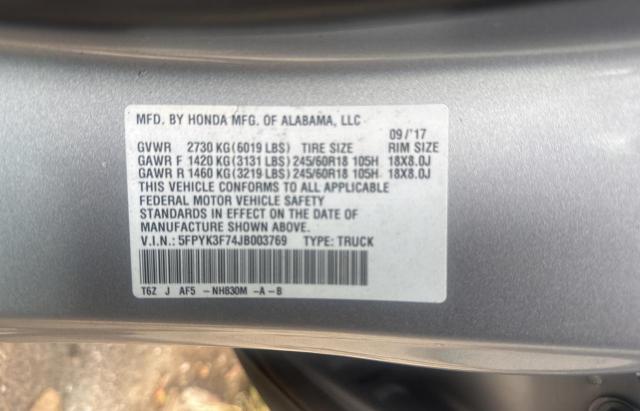 MFD. BY HONDA MFG. OF ALABAMA, LLC
09/'17
GVWR 2730 KG(6019 LBS) TIRE SIZE RIM SIZE
GAWR F 1420 KG(3131 LBS)245/60R18 105H 18X8.0J
GAWR R 1460 KG(3219 LBS)245/60R18 105H 18X8.0J
THIS VEHICLE CONFORMS TO ALL APPLICABLE
FEDERAL MOTOR VEHICLE SAFETY
STANDARDS IN EFFECT ON THE DATE OF
MANUFACTURE SHOWN ABOVE.
V.I.N.: 5FPYK3F74JB003769 TYPE: TRUCK
T6Z J AF5 - NH830M - A - B